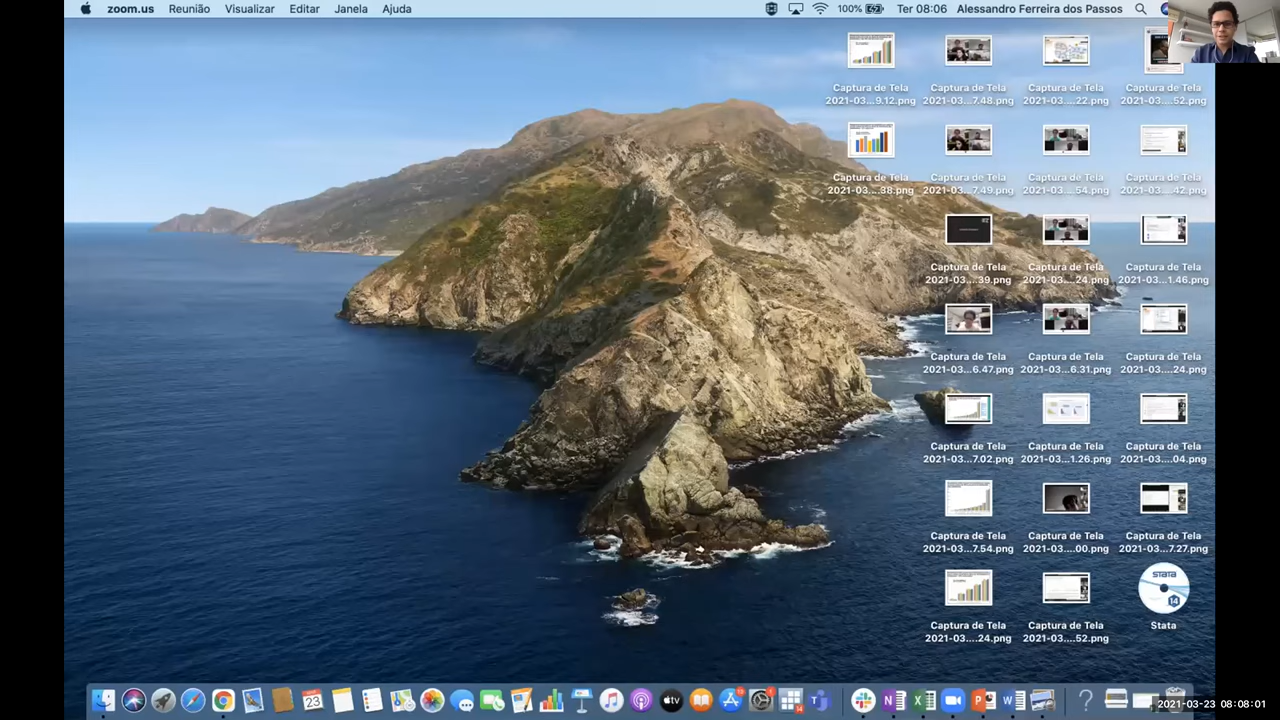 zoom.us Reunião Visualizar Editar Janela Ajuda 100% Ter 08:06 Alessandro Ferreira dos Passos
Captura de Tela 2021-03...9.12.png
Captura de Tela 2021-03...7.48.png
Captura de Tela 2021-03....22.png
Captura de Tela 2021-03....52.png
Captura de Tela 2021-03....38.png
Captura de Tela 2021-03...7.49.png
Captura de Tela 2021-03....54.png
Captura de Tela 2021-03....42.png
Captura de Tela 2021-03....39.png
Captura de Tela 2021-03....24.png
Captura de Tela 2021-03...1.46.png
Captura de Tela 2021-03...6.47.png
Captura de Tela 2021-03...6.31.png
Captura de Tela 2021-03....24.png
Captura de Tela 2021-03...7.02.png
Captura de Tela 2021-03...1.26.png
Captura de Tela 2021-03....04.png
Captura de Tela 2021-03...7.54.png
Captura de Tela 2021-03....00.png
Captura de Tela 2021-03...7.27.png
STATA
14
Captura de Tela 2021-03....24.png
Captura de Tela 2021-03....52.png
Stata
23
tv
2021-03-23 08:08:01